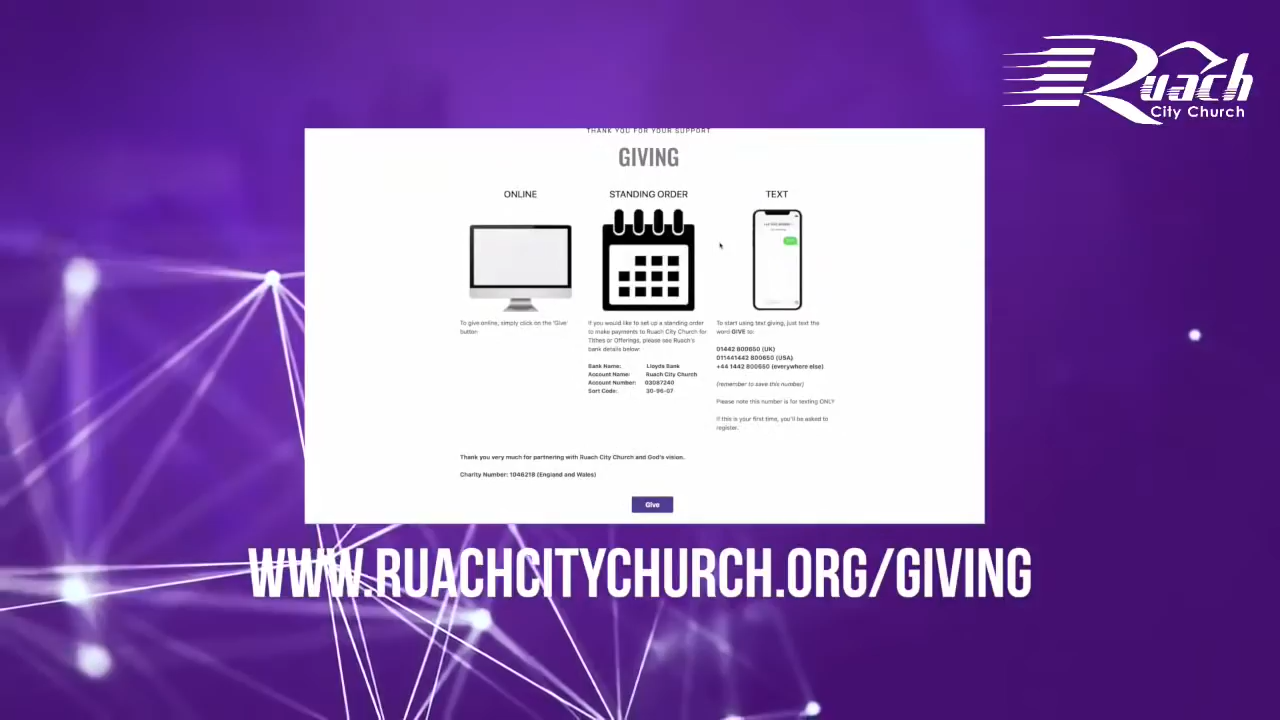 Ruach
City Church
THANK YOU FOR YOUR SUPPORT
GIVING
ONLINE
To give online, simply click on the 'Give'
button
STANDING ORDER
If you would like to set up a standing order
to make payments to Ruach City Church for
Tithes or Offerings, please see Ruach's
bank details below:
Bank Name: Lloyds Bank
Account Name: Ruach City Church
Account Number: 03087240
Sort Code: 30-96-07
TEXT
To start using text giving, just text the
word GIVE to:
01442 800650 (UK)
011441442 800650 (USA)
+44 1442 800650 (everywhere else)
(remember to save this number)
Please note this number is for texting ONLY
If this is your first time, you'll be asked to
register.
Thank you very much for partnering with Ruach City Church and God's vision.
Charity Number: 1046218 (England and Wales)
Give
WWW.RUACHCITYCHURCH.ORG/GIVING